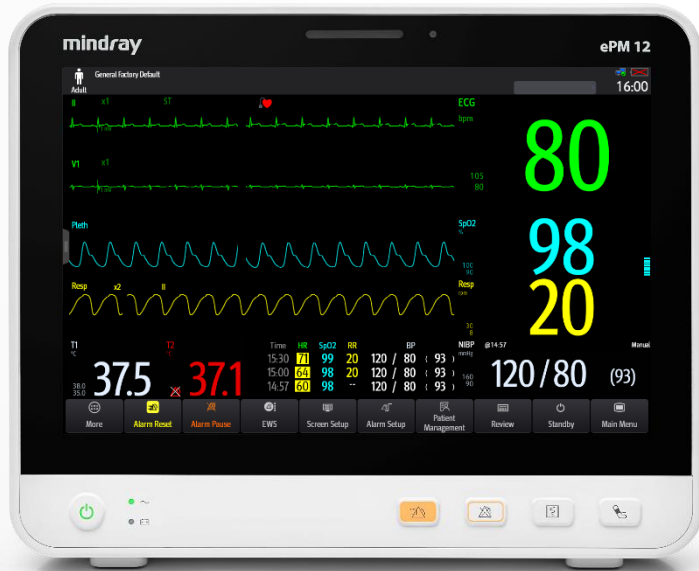 mindray
ePM 12
Adult
General Factory Default
16:00
II x1 ST ECG
bpm
1 mV
80
V1 x1
105
80
Pleth SpO2
%
98
100
90
Resp x2 II Resp
rpm
20
30
8
T1
°C
38.0
35.0
37.5
T2
°C
37.1
Time HR SpO2 RR BP
15:30 71 99 20 120 / 80 ( 93 )
15:00 64 98 20 120 / 80 ( 93 )
14:57 60 98 -- 120 / 80 ( 93 )
NIBP @14:57 Manual
mmHg
160
90
120/80 (93)
More
Alarm Reset
Alarm Pause
EWS
Screen Setup
Alarm Setup
Patient
Management
Review
Standby
Main Menu